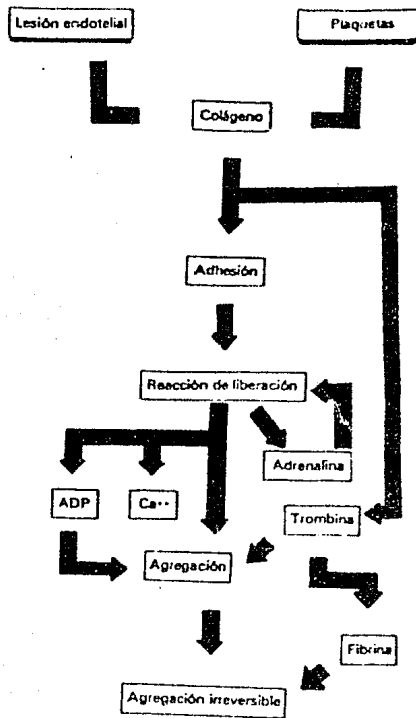 Lesión endotelial
Plaquetas
Colágeno
Adhesión
Reacción de liberación
Adrenalina
ADP
Ca++
Trombina
Agregación
Fibrina
Agregación irreversible